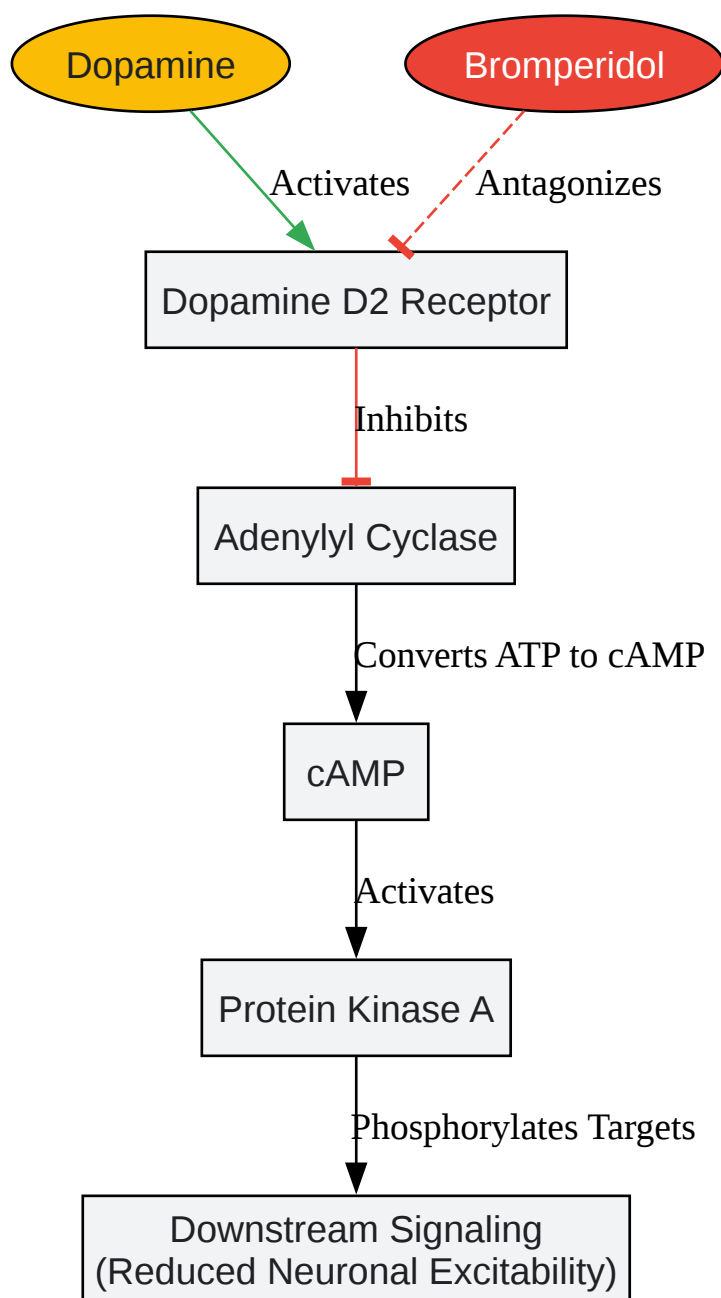 Dopamine
Bromperidol
Activates
Antagonizes
Dopamine D2 Receptor
Inhibits
Adenylyl Cyclase
Converts ATP to cAMP
cAMP
Activates
Protein Kinase A
Phosphorylates Targets
Downstream Signaling
(Reduced Neuronal Excitability)